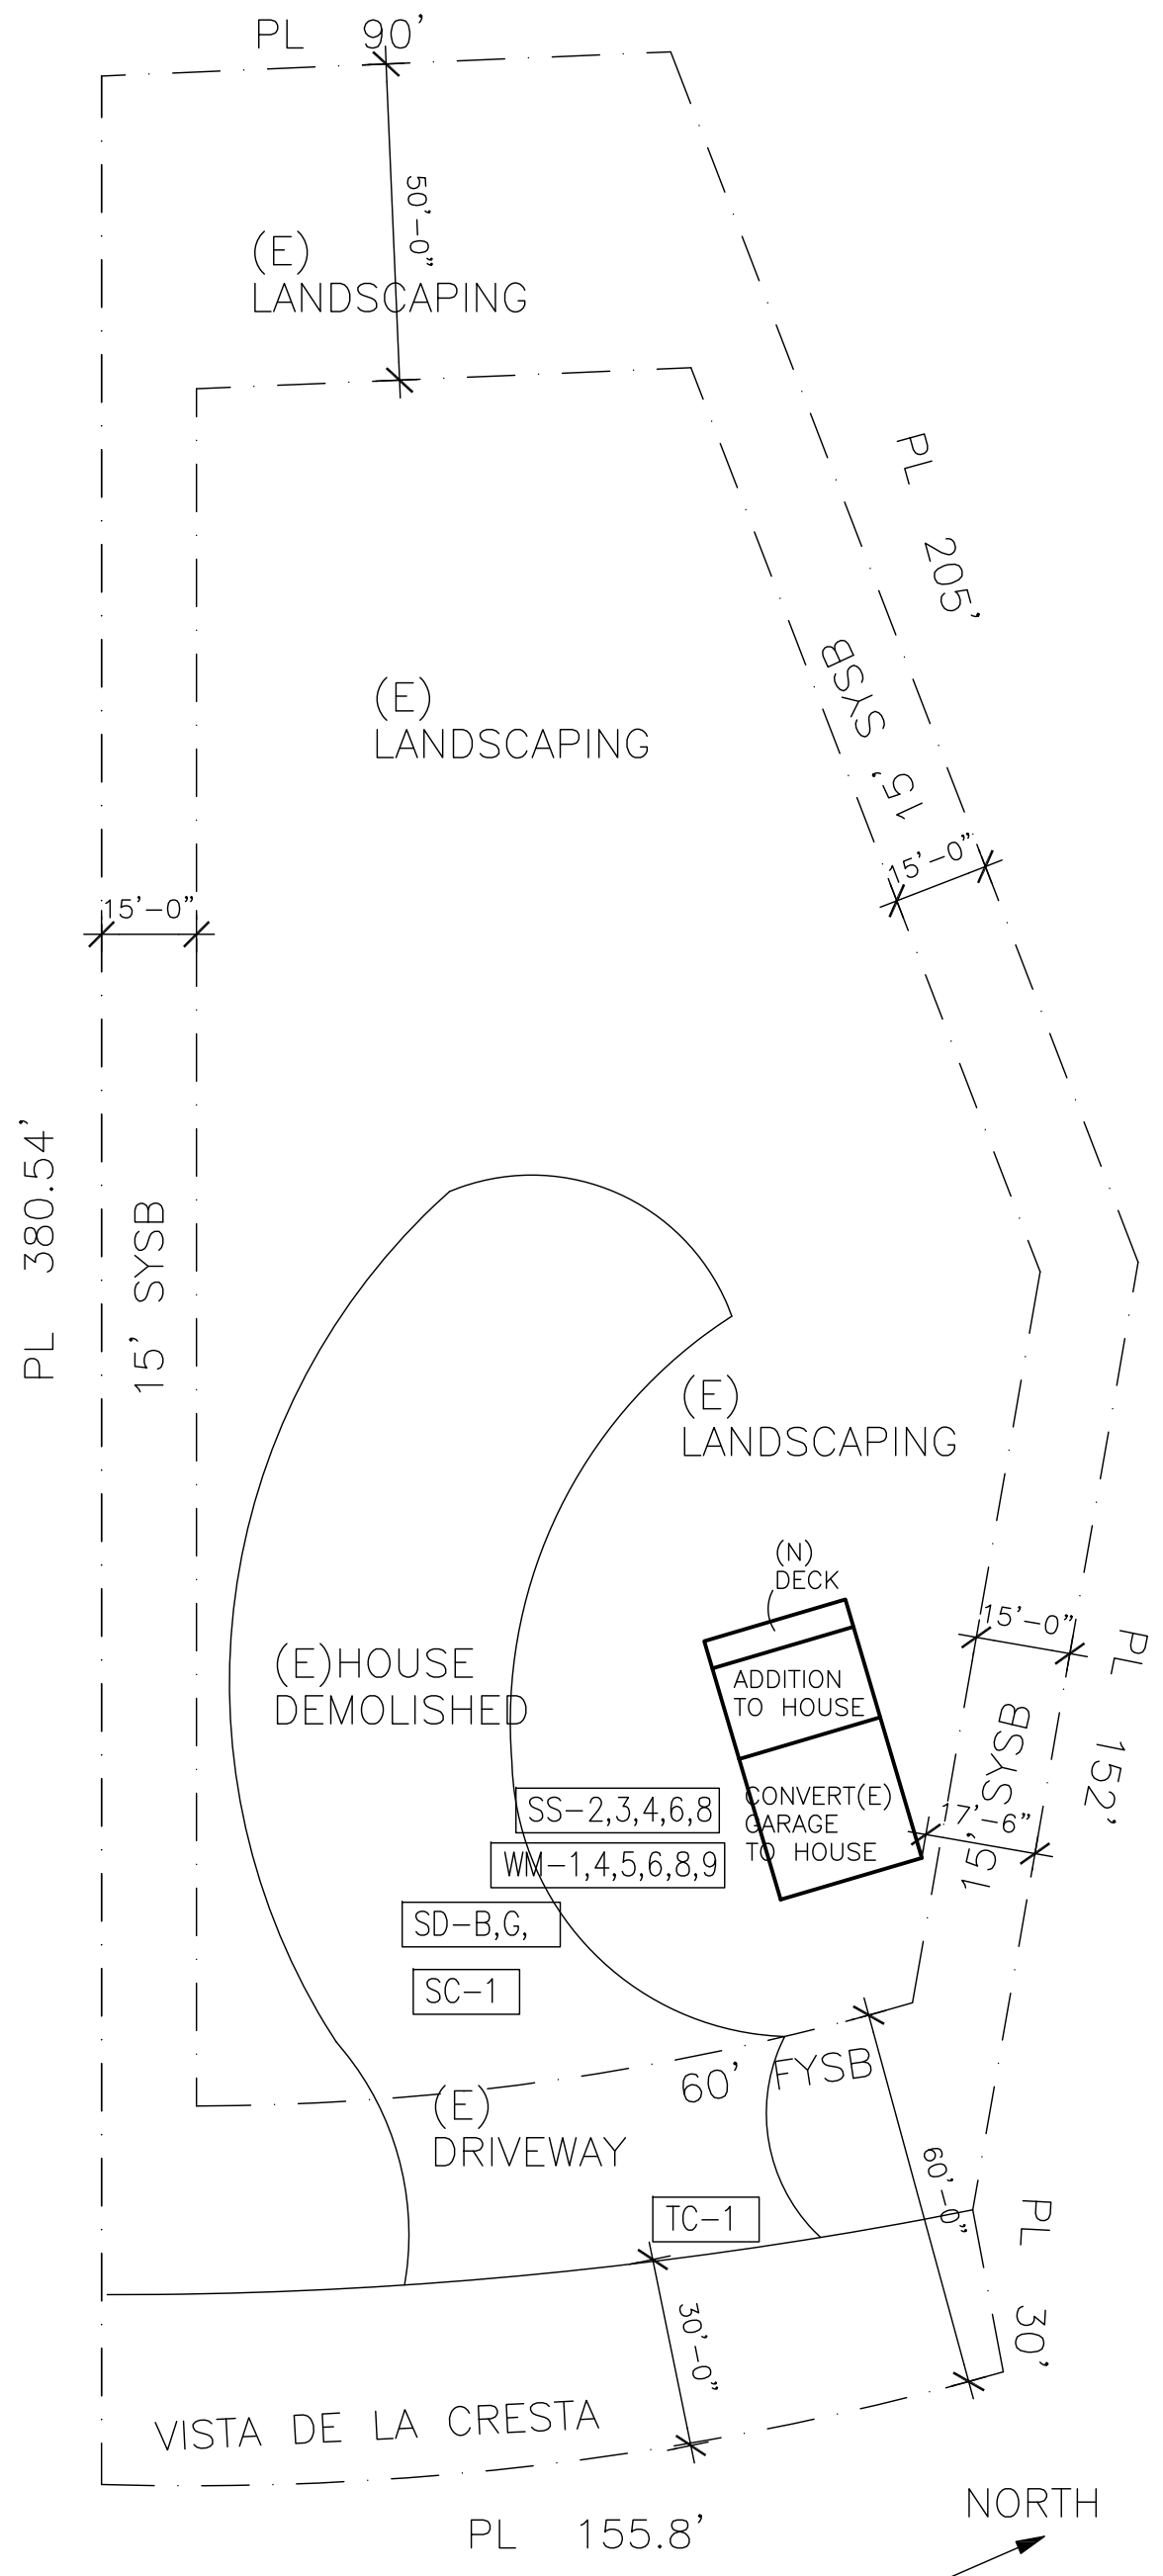 PL 90'
50'-0"
(E)
LANDSCAPING
PL 205'
(E)
LANDSCAPING
15' SYSB
15'-0"
15'-0"
PL 380.54'
15' SYSB
(E)
LANDSCAPING
(N)
DECK
15'-0"
PL 152'
(E)HOUSE
DEMOLISHED
ADDITION
TO HOUSE
15' SYSB
CONVERT(E)
GARAGE
TO HOUSE
17'-6"
SS-2,3,4,6,8
WM-1,4,5,6,8,9
SD-B,G,
SC-1
60' FYSB
(E)
DRIVEWAY
60'-0"
TC-1
PL 30'
30'-0"
VISTA DE LA CRESTA
NORTH
PL 155.8'